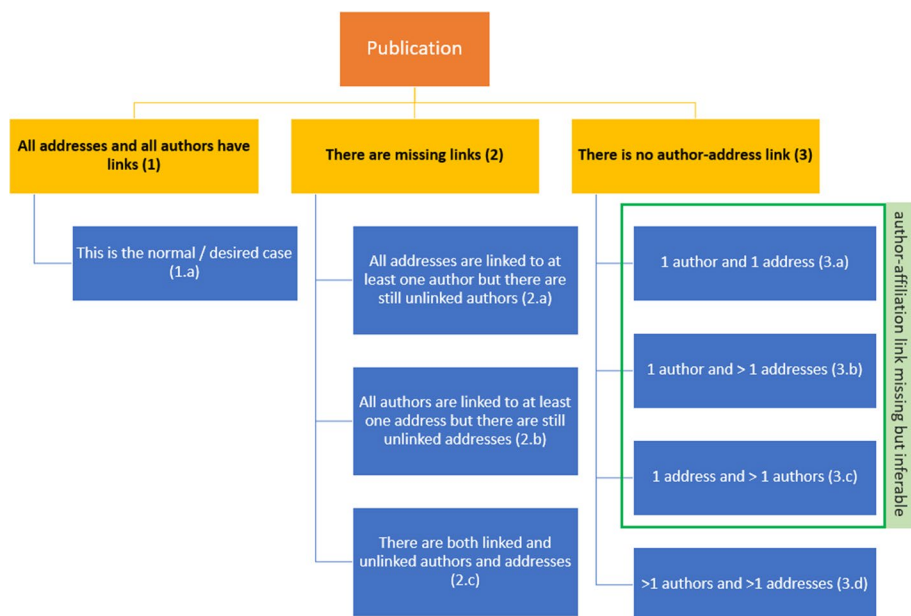 Publication
All addresses and all authors have
links (1)
There are missing links (2)
There is no author-address link (3)
This is the normal / desired case
(1.a)
All addresses are linked to at
least one author but there are
still unlinked authors (2.a)
All authors are linked to at least
one address but there are still
unlinked addresses (2.b)
There are both linked and
unlinked authors and addresses
(2.c)
1 author and 1 address (3.a)
1 author and > 1 addresses (3.b)
1 address and > 1 authors (3.c)
>1 authors and >1 addresses (3.d)
author-affiliation link missing but inferable